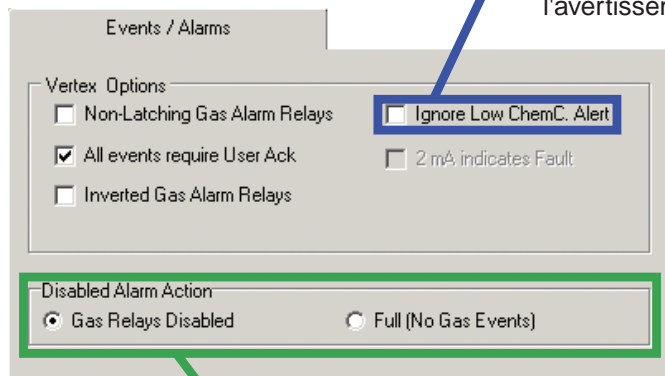 l'avertisser
Events / Alarms
Vertex Options
Non-Latching Gas Alarm Relays
Ignore Low ChemC. Alert
All events require User Ack
2 mA indicates Fault
Inverted Gas Alarm Relays
Disabled Alarm Action
Gas Relays Disabled
Full (No Gas Events)